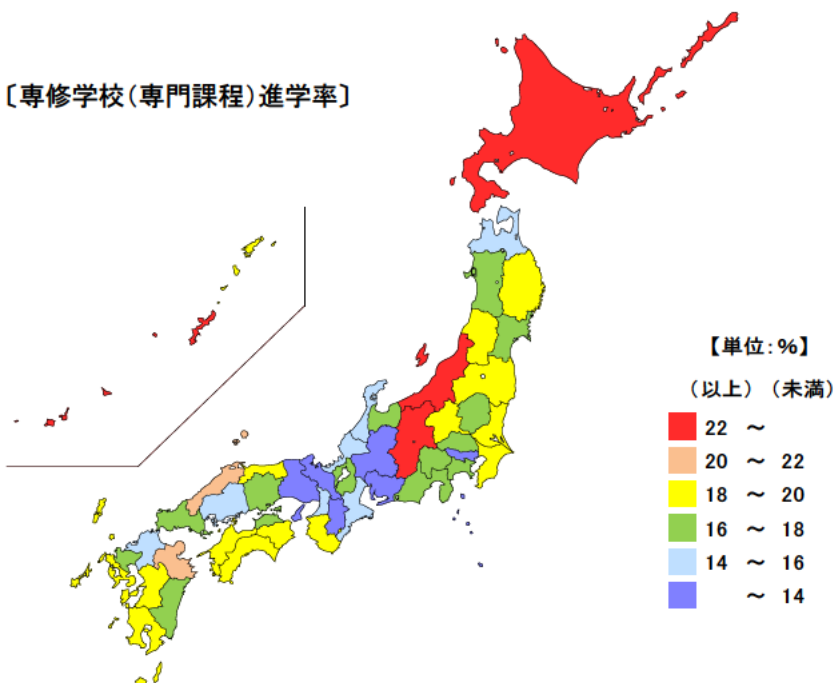 〔専修学校(専門課程)進学率〕
【単位:%】
(以上)(未満)
22 ~
20 ~ 22
18 ~ 20
16 ~ 18
14 ~ 16
~ 14